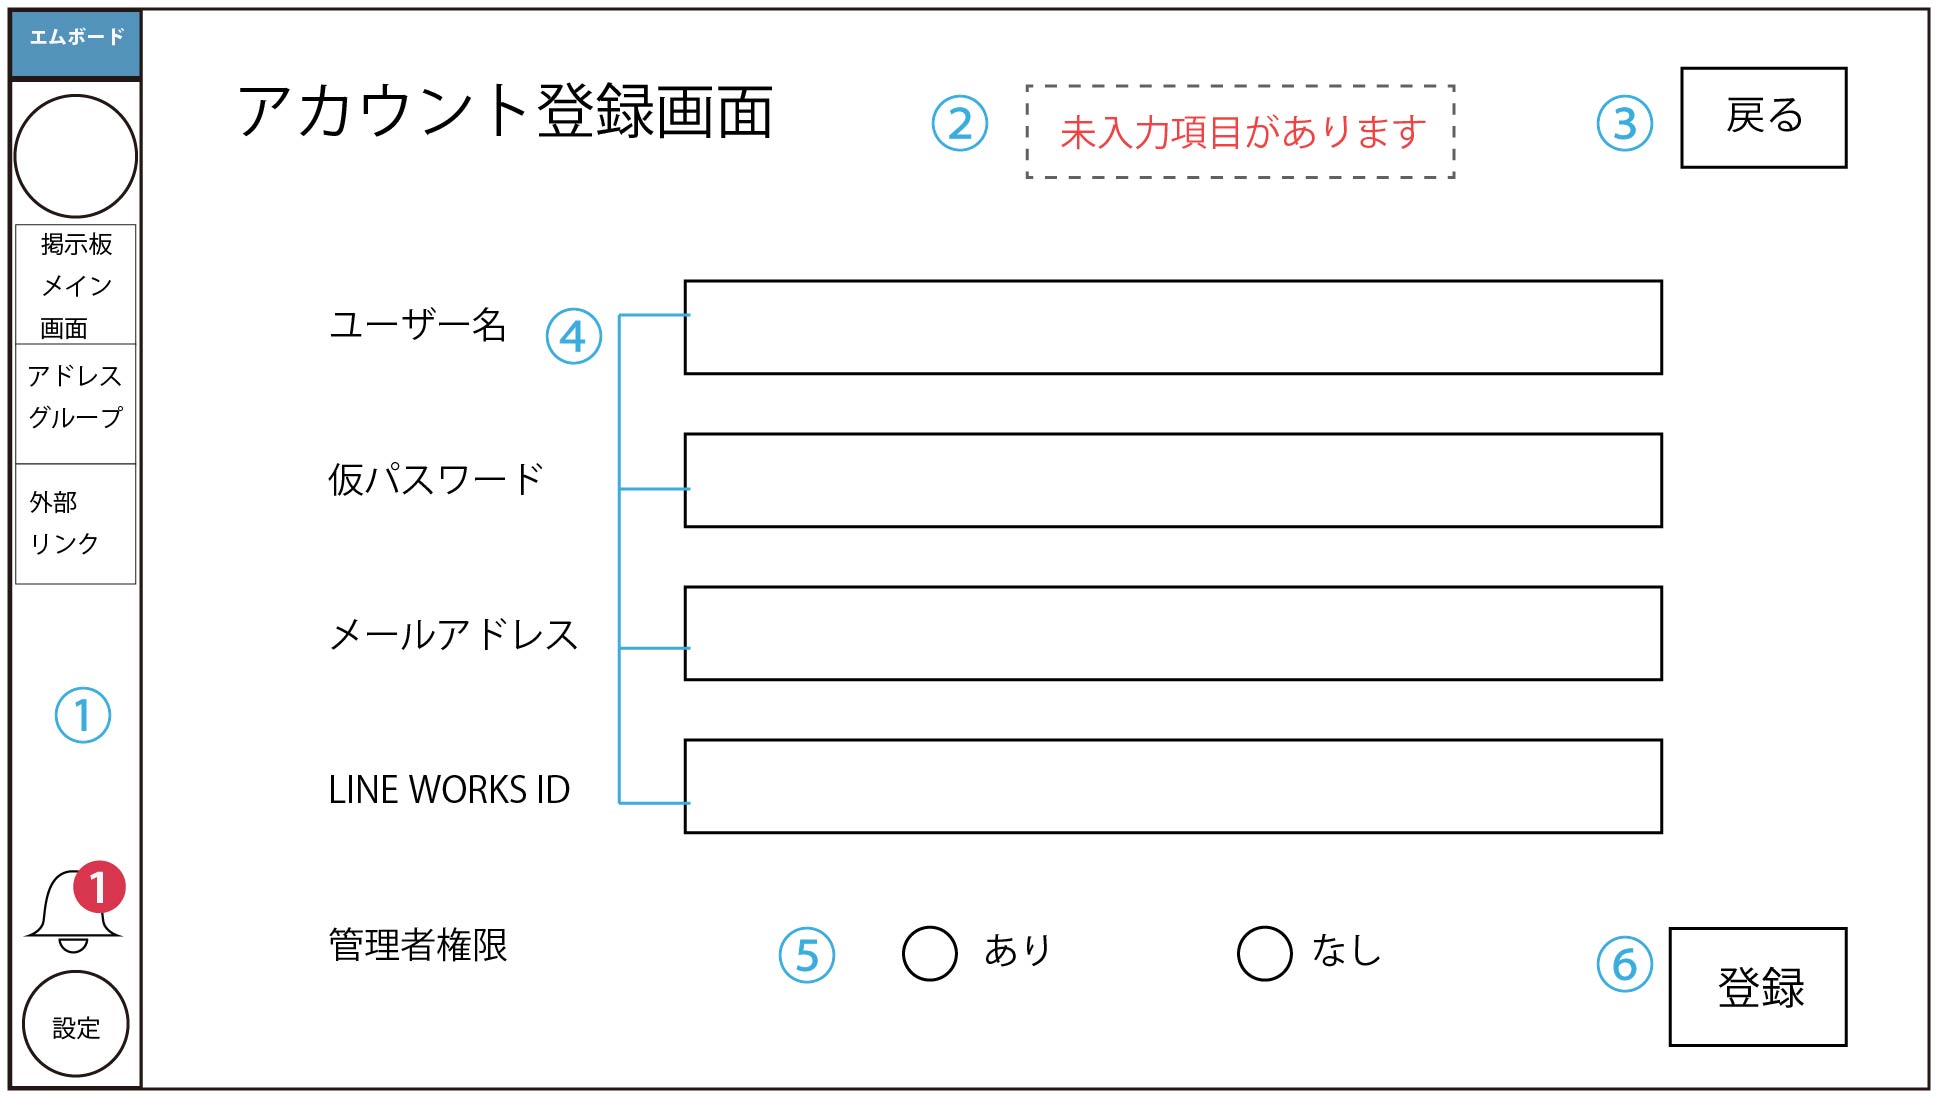 エムボード
掲示板
メイン
画面
アドレス
グループ
外部
リンク
①
1
設定
アカウント登録画面
②
未入力項目があります
③
戻る
ユーザー名
④
仮パスワード
メールアドレス
LINE WORKS ID
管理者権限
⑤
あり
なし
⑥
登録